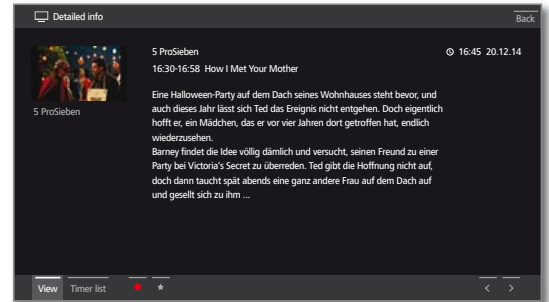 Detailed info
Back
5 ProSieben
16:45 20.12.14
16:30-16:58 How I Met Your Mother
5 ProSieben
Eine Halloween-Party auf dem Dach seines Wohnhauses steht bevor, und
auch dieses Jahr lässt sich Ted das Ereignis nicht entgehen. Doch eigentlich
hofft er, ein Mädchen, das er vor vier Jahren dort getroffen hat, endlich
wiederzusehen.
Barney findet die Idee völlig dämlich und versucht, seinen Freund zu einer
Party bei Victoria's Secret zu überreden. Ted gibt die Hoffnung nicht auf,
doch dann taucht spät abends eine ganz andere Frau auf dem Dach auf
und gesellt sich zu ihm ...
View Timer list